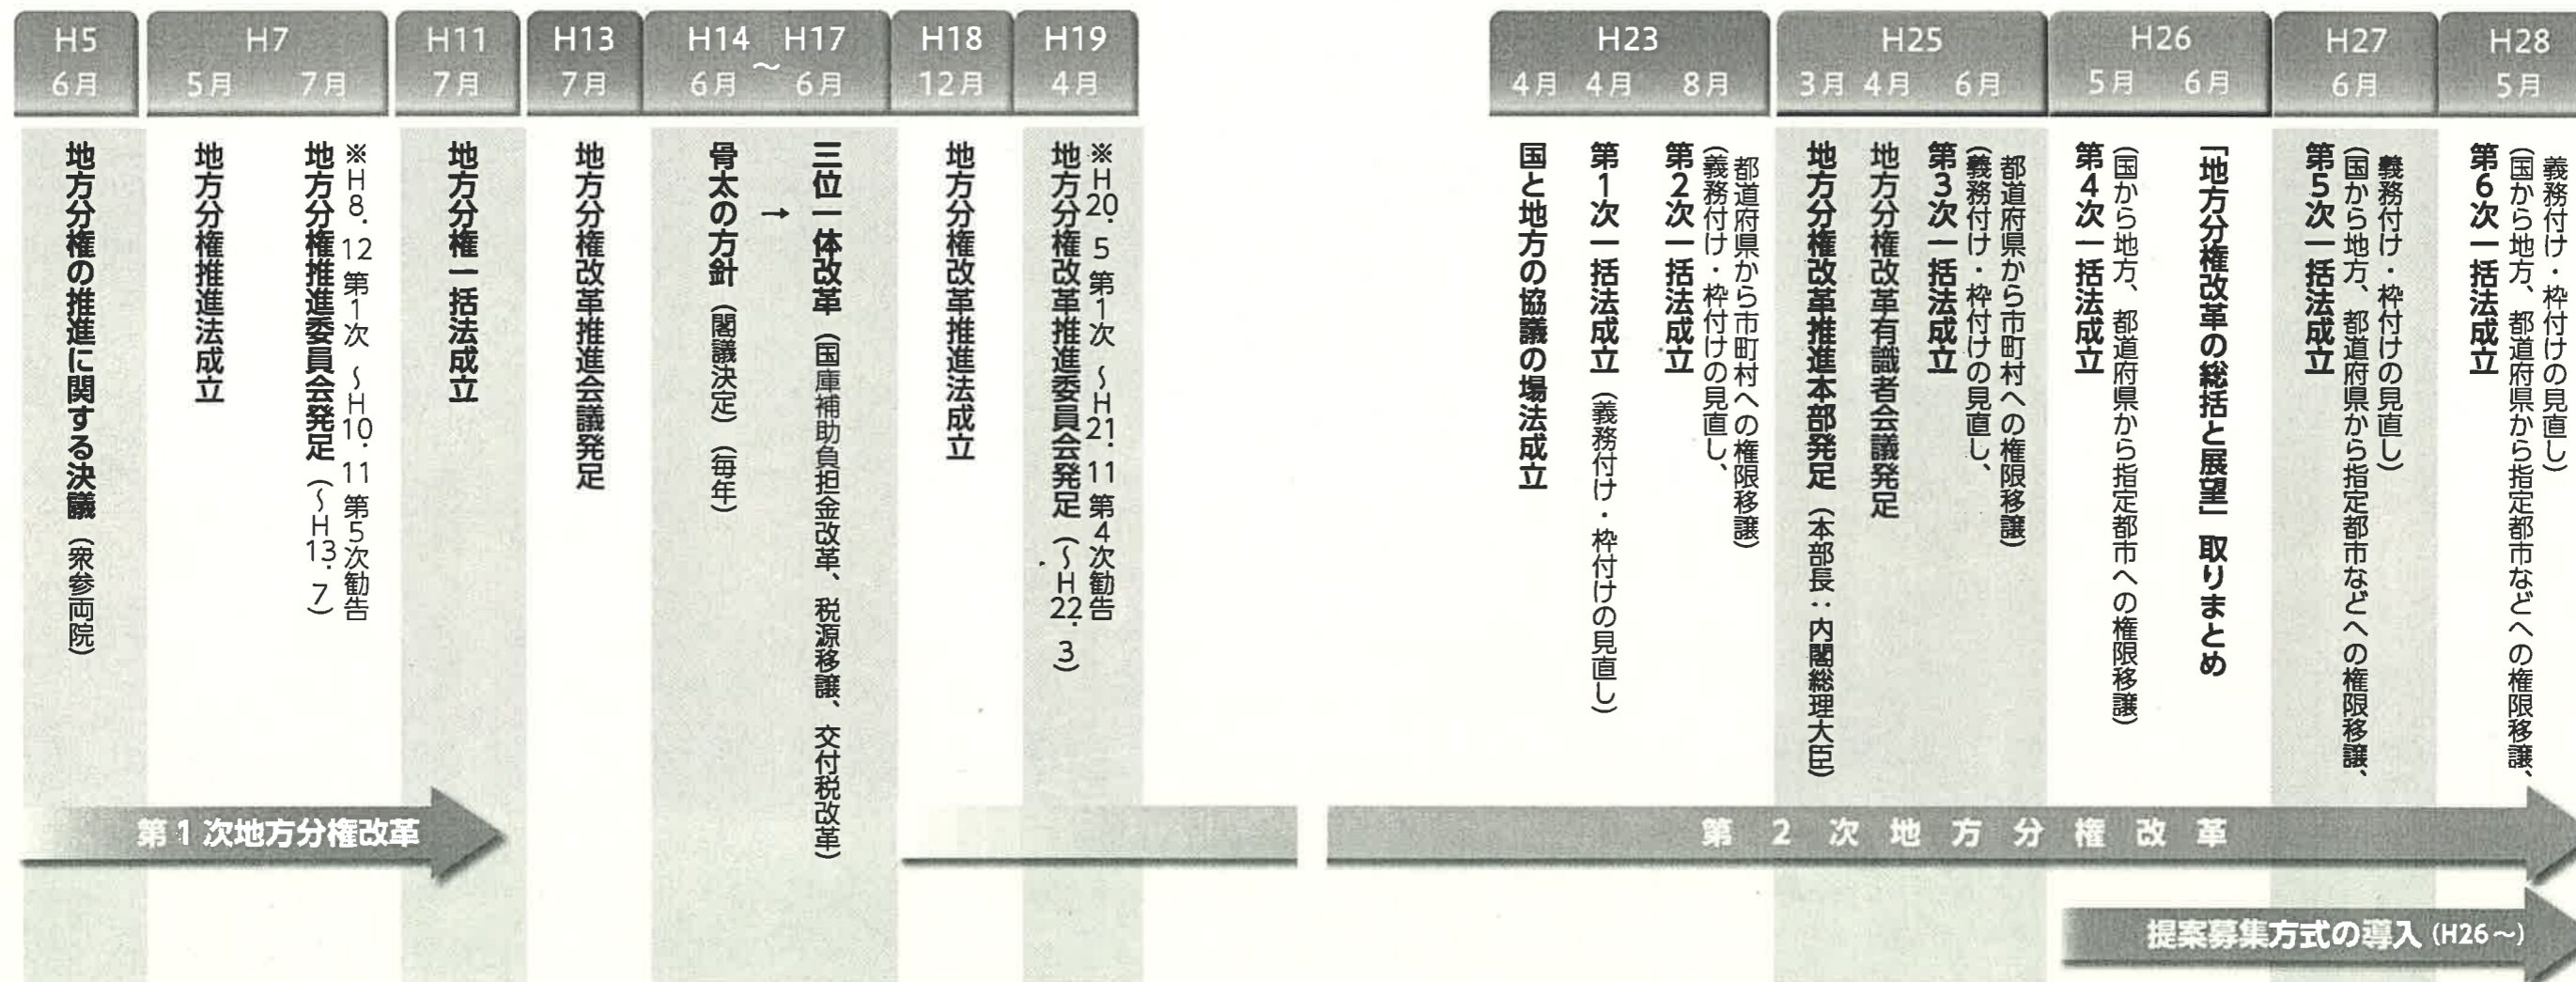 H5
6月
地方分権の推進に関する決議（衆参両院）
H7
5月
地方分権推進法成立
7月
地方分権推進委員会発足（～H13.7）
※H8.12第1次～H10.11第5次勧告
H11
7月
地方分権一括法成立
H13
7月
地方分権改革推進会議発足
H14～H17
6月
骨太の方針（閣議決定）（毎年）
→
6月
三位一体改革（国庫補助負担金改革、税源移譲、交付税改革）
H18
12月
地方分権改革推進法成立
H19
4月
地方分権改革推進委員会発足（～H22.3）
※H20.5第1次～H21.11第4次勧告
H23
4月
国と地方の協議の場法成立
4月
第1次一括法成立（義務付け・枠付けの見直し）
8月
第2次一括法成立
（義務付け・枠付けの見直し、
都道府県から市町村への権限移譲）
H25
3月
地方分権改革推進本部発足（本部長：内閣総理大臣）
4月
地方分権改革有識者会議発足
6月
第3次一括法成立
（義務付け・枠付けの見直し、
都道府県から市町村への権限移譲）
H26
5月
第4次一括法成立
（国から地方、都道府県から指定都市への権限移譲）
6月
「地方分権改革の総括と展望」取りまとめ
H27
6月
第5次一括法成立
（国から地方、都道府県から指定都市などへの権限移譲、
義務付け・枠付けの見直し）
H28
5月
第6次一括法成立
（国から地方、都道府県から指定都市などへの権限移譲、
義務付け・枠付けの見直し）
第1次地方分権改革
第2次地方分権改革
提案募集方式の導入（H26～）